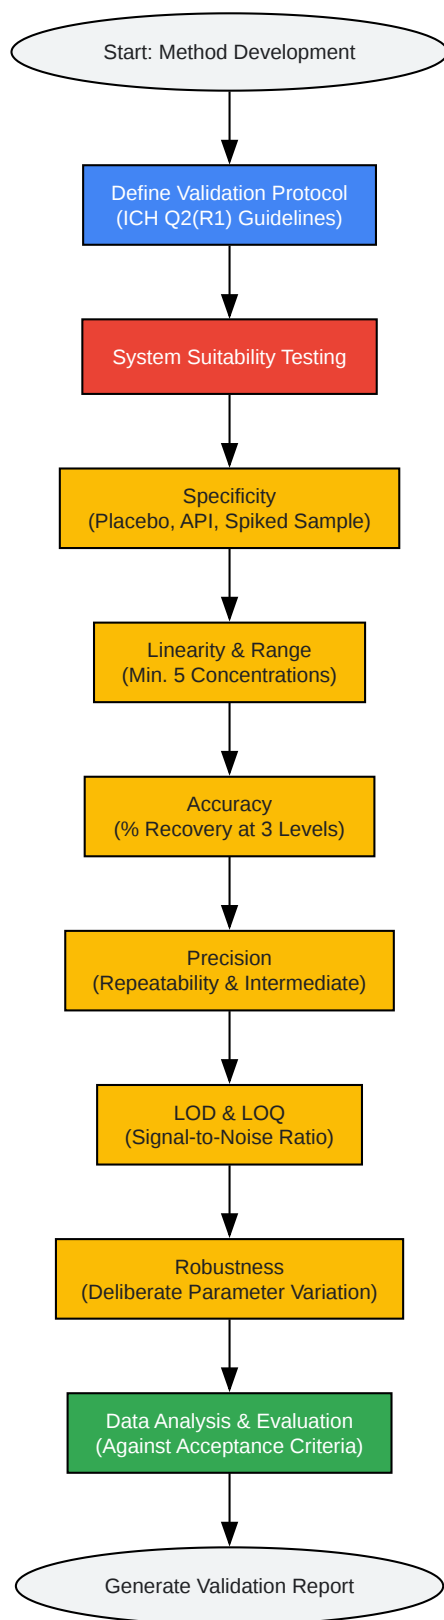 Start: Method Development
Define Validation Protocol
(ICH Q2(R1) Guidelines)
System Suitability Testing
Specificity
(Placebo, API, Spiked Sample)
Linearity & Range
(Min. 5 Concentrations)
Accuracy
(% Recovery at 3 Levels)
Precision
(Repeatability & Intermediate)
LOD & LOQ
(Signal-to-Noise Ratio)
Robustness
(Deliberate Parameter Variation)
Data Analysis & Evaluation
(Against Acceptance Criteria)
Generate Validation Report